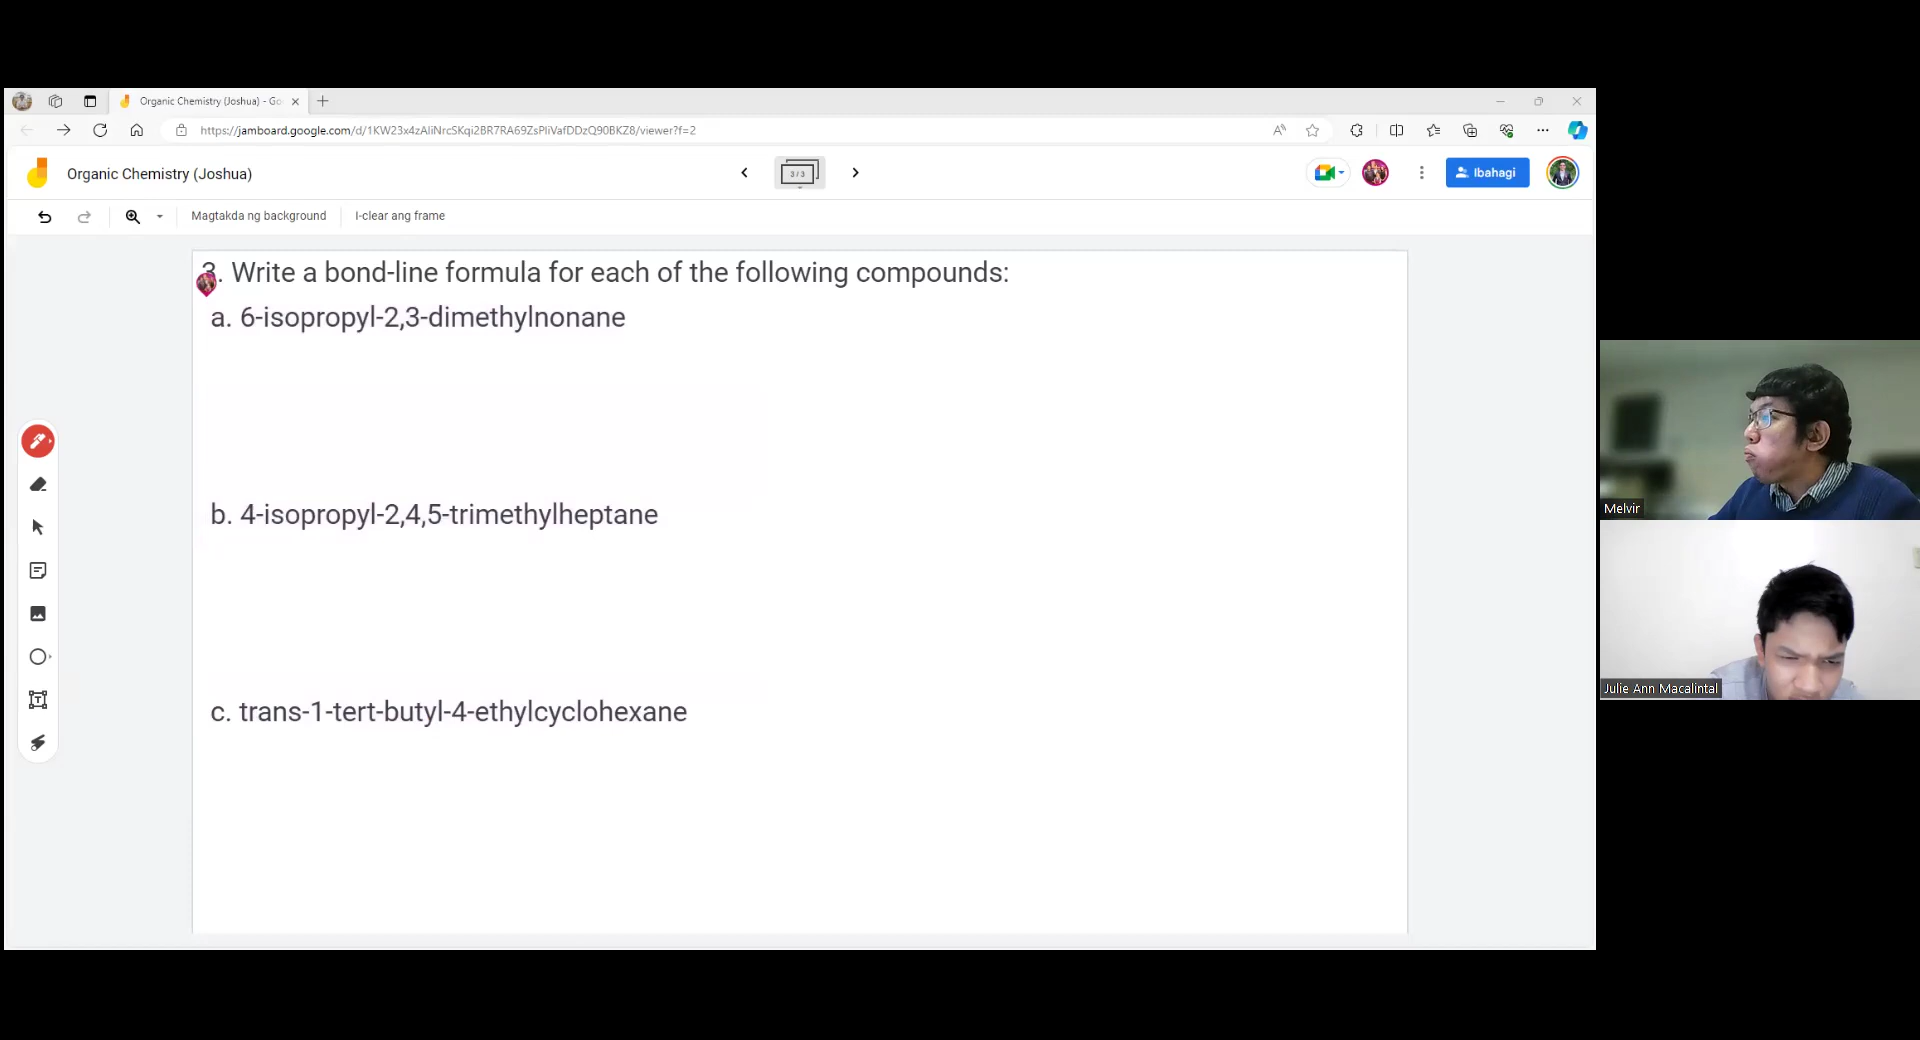 Organic Chemistry (Joshua) - Go
https://jamboard.google.com/d/1KW23x4zAliNrcSKqi2BR7RA69ZsPliVafDDzQ90BKZ8/viewer?f=2
Organic Chemistry (Joshua)
3 / 3
Ibahagi
Magtakda ng background
I-clear ang frame
3. Write a bond-line formula for each of the following compounds:
a. 6-isopropyl-2,3-dimethylnonane
b. 4-isopropyl-2,4,5-trimethylheptane
c. trans-1-tert-butyl-4-ethylcyclohexane
Melvir
Julie Ann Macalintal